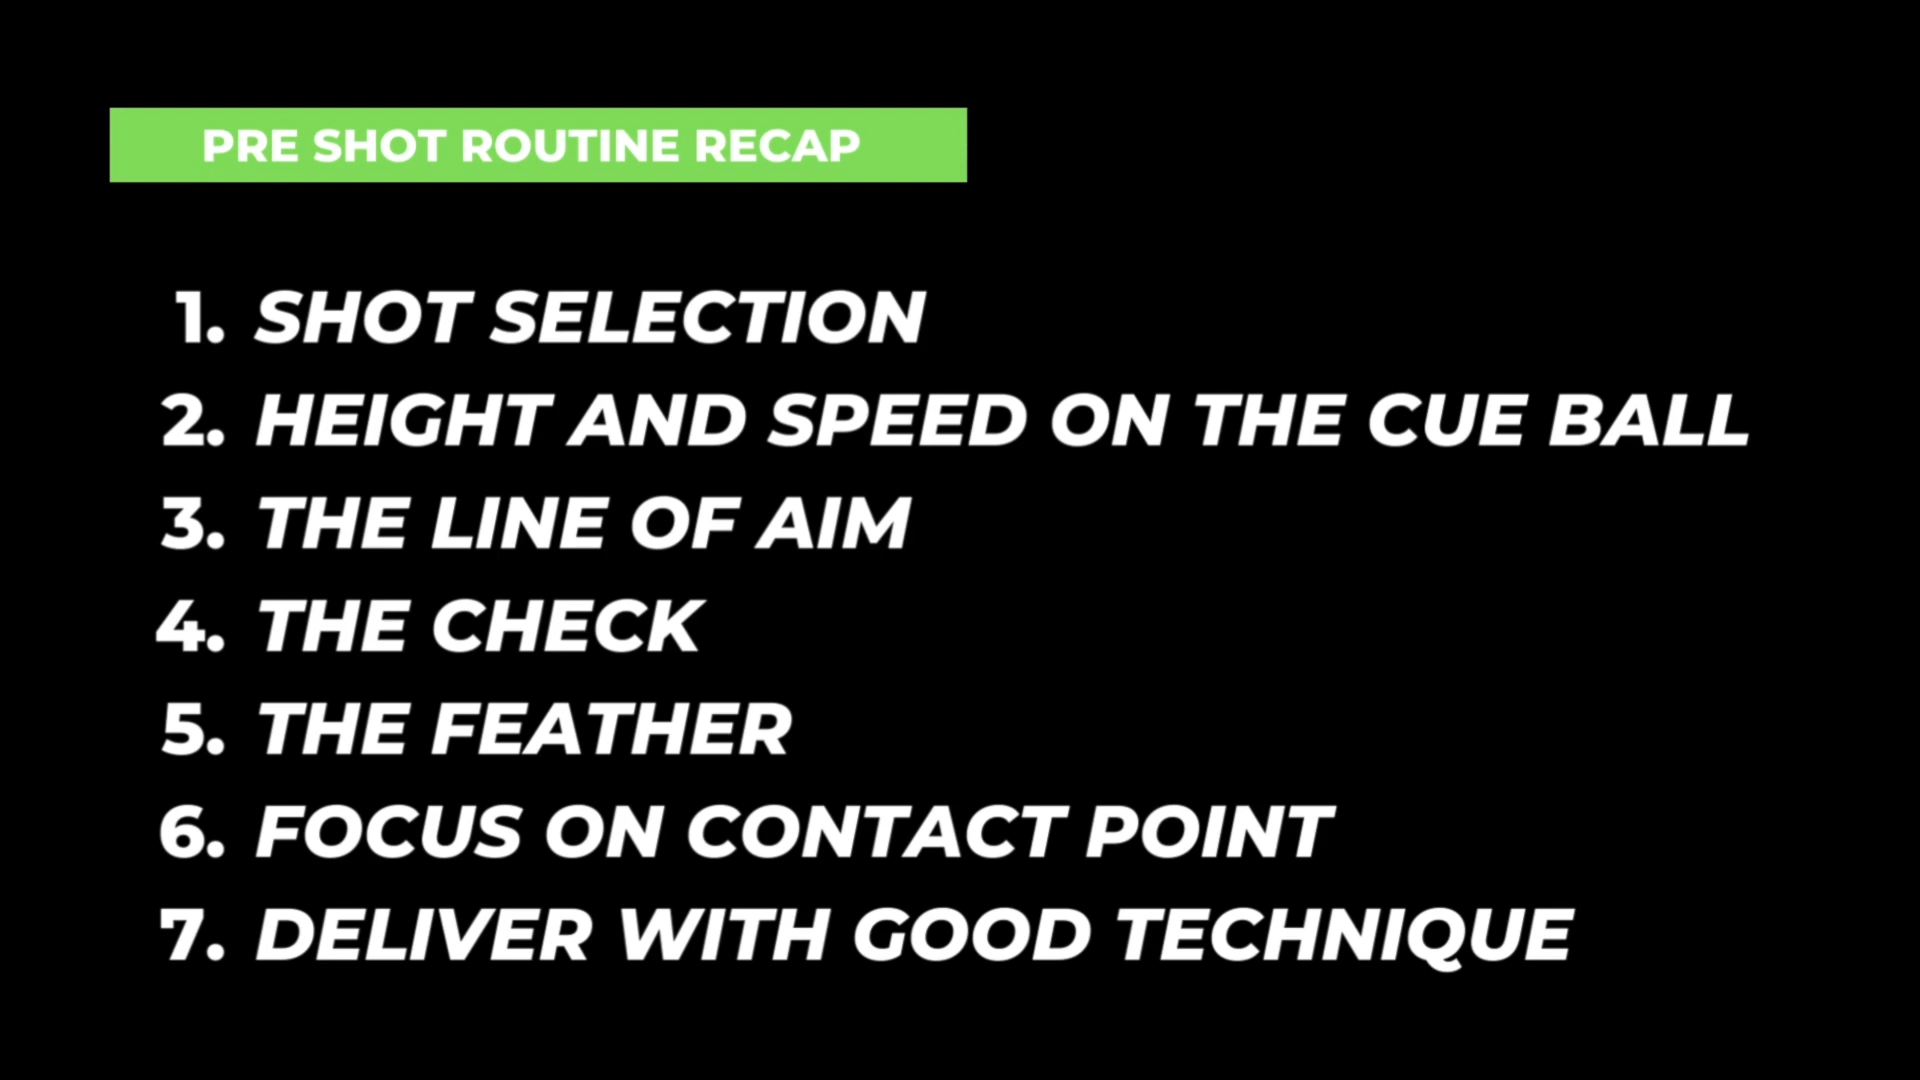 PRE SHOT ROUTINE RECAP
1. SHOT SELECTION
2. HEIGHT AND SPEED ON THE CUE BALL
3. THE LINE OF AIM
4. THE CHECK
5. THE FEATHER
6. FOCUS ON CONTACT POINT
7. DELIVER WITH GOOD TECHNIQUE